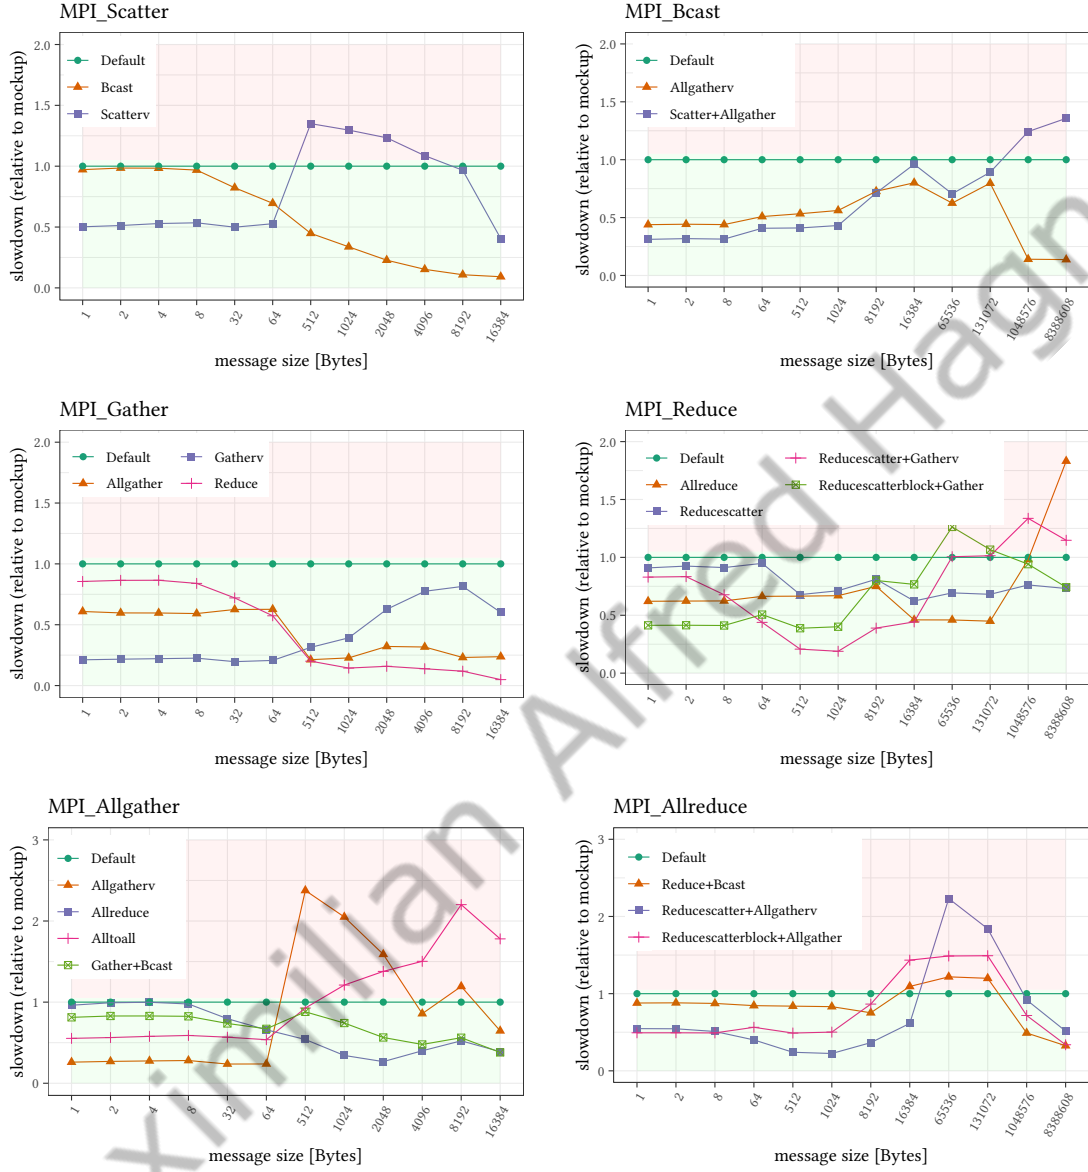 MPI_Scatter
slowdown (relative to mockup)
2.0
1.5
1.0
0.5
0.0
Default
Bcast
Scatterv
1 2 4 8 32 64 512 1024 2048 4096 8192 16384
message size [Bytes]
MPI_Bcast
slowdown (relative to mockup)
2.0
1.5
1.0
0.5
0.0
Default
Allgatherv
Scatter+Allgather
1 2 8 64 512 1024 8192 16384 65536 131072 1048576 8388608
message size [Bytes]
MPI_Gather
slowdown (relative to mockup)
2.0
1.5
1.0
0.5
0.0
Default Gatherv
Allgather Reduce
1 2 4 8 32 64 512 1024 2048 4096 8192 16384
message size [Bytes]
MPI_Reduce
slowdown (relative to mockup)
2.0
1.5
1.0
0.5
0.0
Default Reducescatter+Gatherv
Allreduce Reducescatterblock+Gather
Reducescatter
1 2 8 64 512 1024 8192 16384 65536 131072 1048576 8388608
message size [Bytes]
MPI_Allgather
slowdown (relative to mockup)
3
2
1
0
Default
Allgatherv
Allreduce
Alltoall
Gather+Bcast
1 2 4 8 32 64 512 1024 2048 4096 8192 16384
message size [Bytes]
MPI_Allreduce
slowdown (relative to mockup)
3
2
1
0
Default
Reduce+Bcast
Reducescatter+Allgatherv
Reducescatterblock+Allgather
1 2 8 64 512 1024 8192 16384 65536 131072 1048576 8388608
message size [Bytes]
ximilian Alfred Hagn